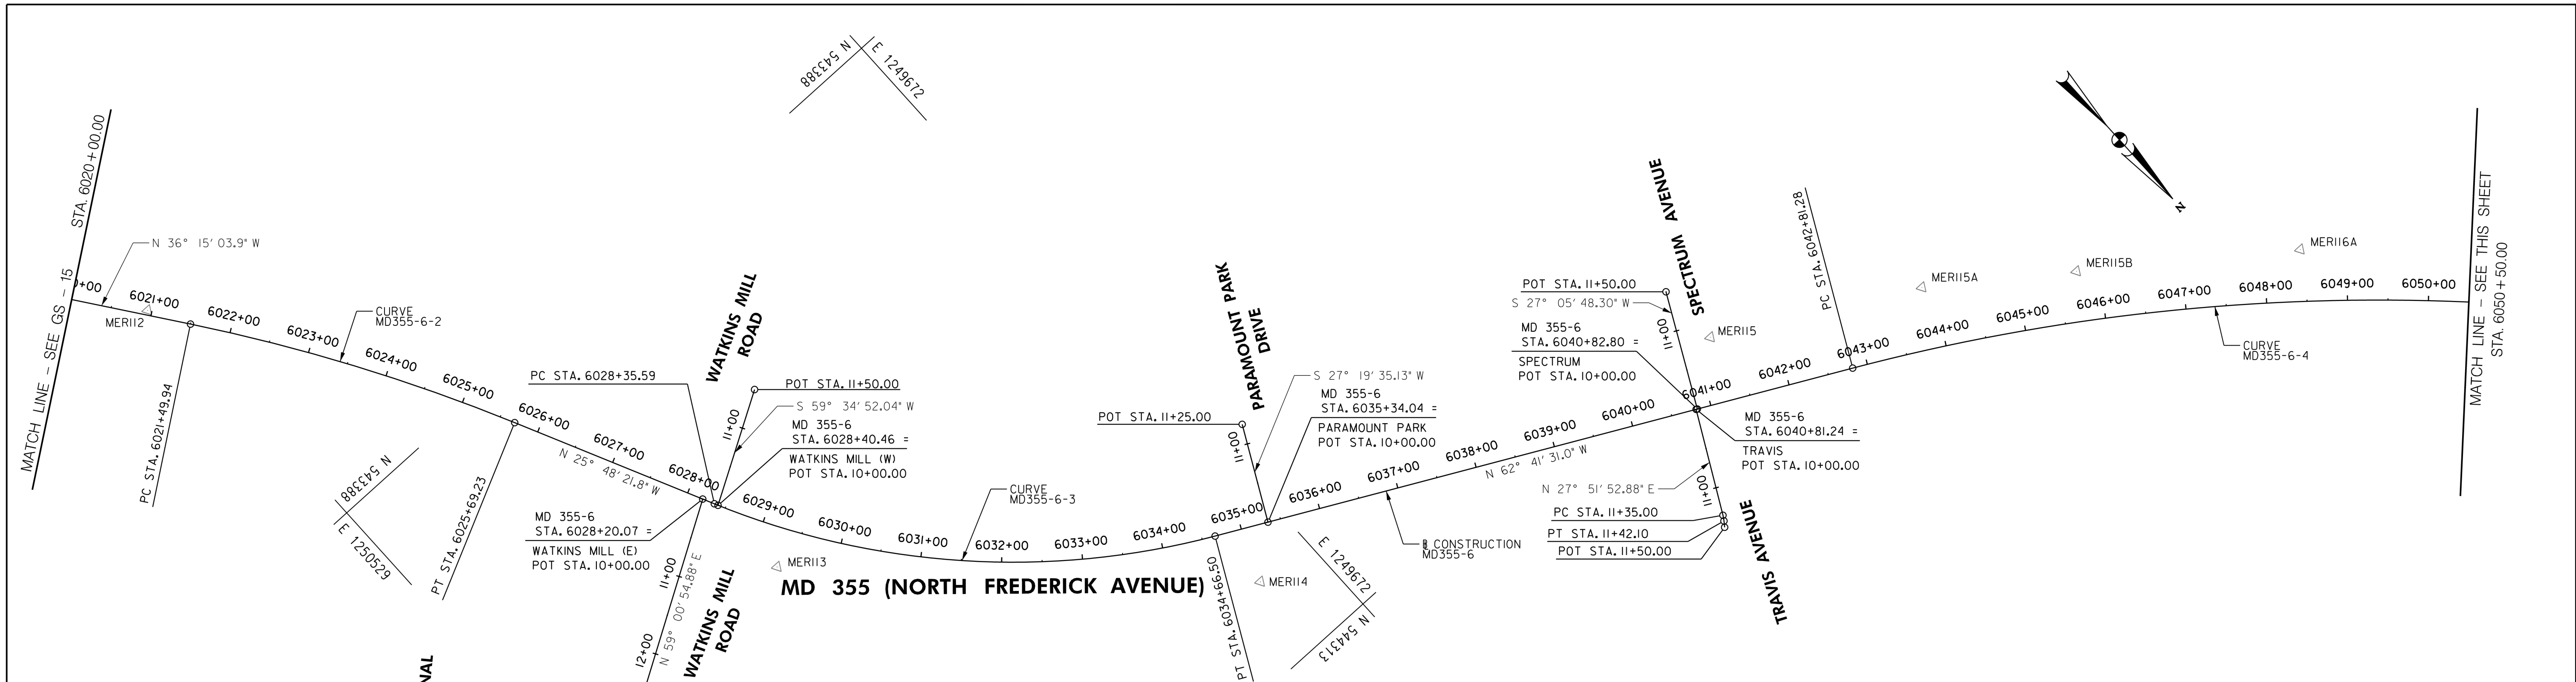 MATCH LINE - SEE GS - 15
STA. 6020+00.00
N 36° 15' 03.9" W
0+00
6021+00
MER112
PC STA. 6021+49.94
6022+00
6023+00
CURVE
MD355-6-2
6024+00
6025+00
PT STA. 6025+69.23
N 543388
E 1250529
6026+00
6027+00
N 25° 48' 21.8" W
6028+00
PC STA. 6028+35.59
MD 355-6
STA. 6028+20.07 =
WATKINS MILL (E)
POT STA. 10+00.00
11+00
12+00
N 59° 00' 54.88" E
WATKINS MILL
ROAD
NAL
WATKINS MILL
ROAD
POT STA. 11+50.00
11+00
S 59° 34' 52.04" W
MD 355-6
STA. 6028+40.46 =
WATKINS MILL (W)
POT STA. 10+00.00
N 543388
E 1249672
6029+00
6030+00
6031+00
6032+00
6033+00
6034+00
6035+00
MER113
CURVE
MD355-6-3
MD 355 (NORTH FREDERICK AVENUE)
PT STA. 6034+66.50
MER114
PARAMOUNT PARK
DRIVE
POT STA. 11+25.00
11+00
S 27° 19' 35.13" W
MD 355-6
STA. 6035+34.04 =
PARAMOUNT PARK
POT STA. 10+00.00
E 1249672
N 544313
6036+00
6037+00
6038+00
6039+00
6040+00
6041+00
N 62° 41' 31.0" W
B CONSTRUCTION
MD355-6
SPECTRUM AVENUE
POT STA. 11+50.00
S 27° 05' 48.30" W
11+00
MD 355-6
STA. 6040+82.80 =
SPECTRUM
POT STA. 10+00.00
MER115
MD 355-6
STA. 6040+81.24 =
TRAVIS
POT STA. 10+00.00
N 27° 51' 52.88" E
11+00
PC STA. 11+35.00
PT STA. 11+42.10
POT STA. 11+50.00
TRAVIS AVENUE
6042+00
PC STA. 6042+81.28
6043+00
6044+00
6045+00
6046+00
6047+00
6048+00
6049+00
6050+00
MER115A
MER115B
MER116A
CURVE
MD355-6-4
N
MATCH LINE - SEE THIS SHEET
STA. 6050+50.00